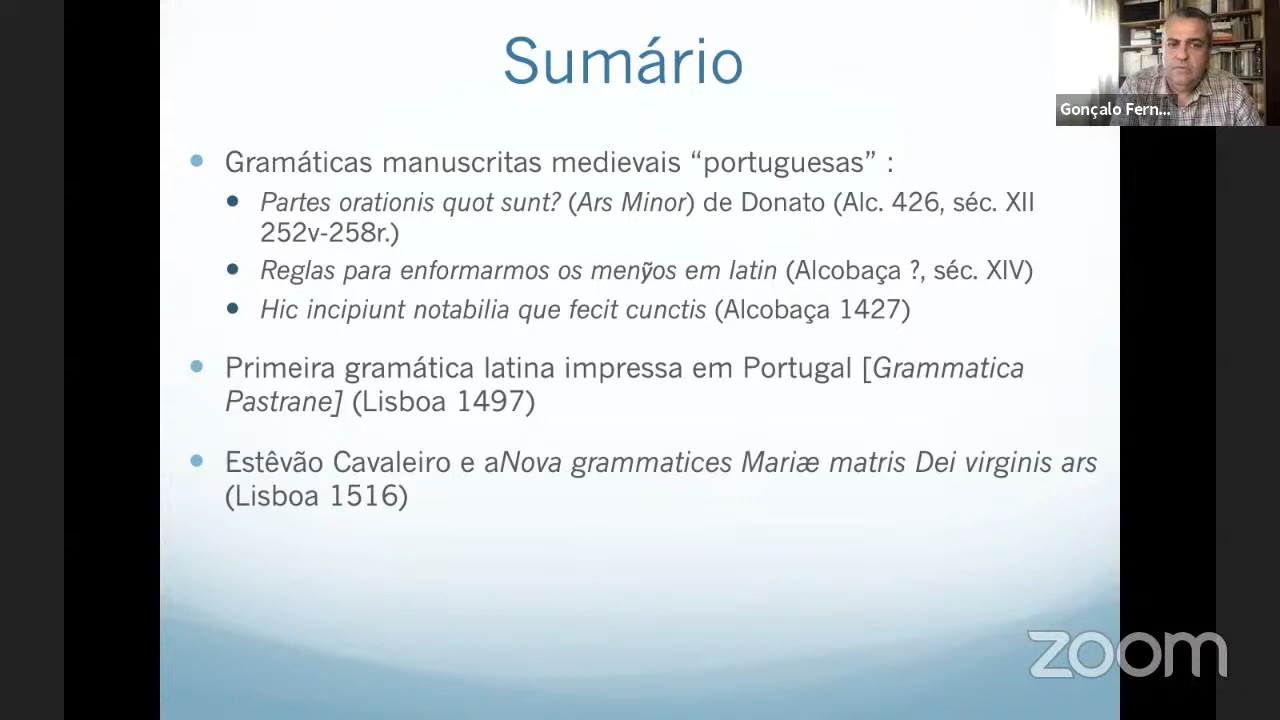 Sumário
Gonçalo Fern...
Gramáticas manuscritas medievais “portuguesas” :
Partes orationis quot sunt? (Ars Minor) de Donato (Alc. 426, séc. XII
252v-258r.)
Reglas para enformarmos os menỹos em latin (Alcobaça ?, séc. XIV)
Hic incipiunt notabilia que fecit cunctis (Alcobaça 1427)
Primeira gramática latina impressa em Portugal [Grammatica
Pastrane] (Lisboa 1497)
Estêvão Cavaleiro e aNova grammatices Mariæ matris Dei virginis ars
(Lisboa 1516)
zoom